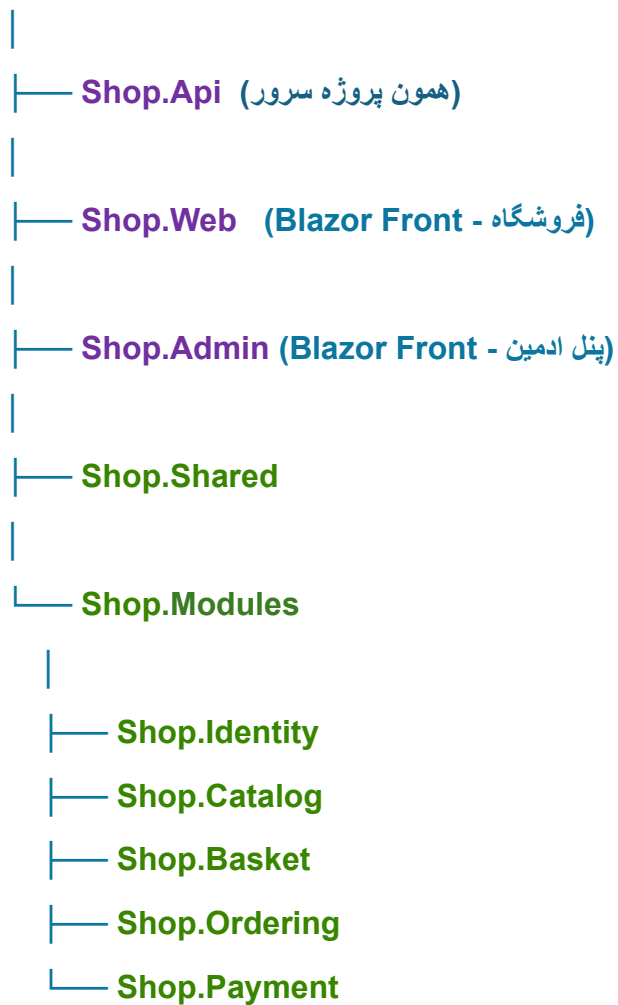 │
├── Shop.Api (همون پروژه سرور)
│
├── Shop.Web (Blazor Front - فروشگاه)
│
├── Shop.Admin (Blazor Front - پنل ادمین)
│
├── Shop.Shared
│
└── Shop.Modules
│
├── Shop.Identity
├── Shop.Catalog
├── Shop.Basket
├── Shop.Ordering
└── Shop.Payment